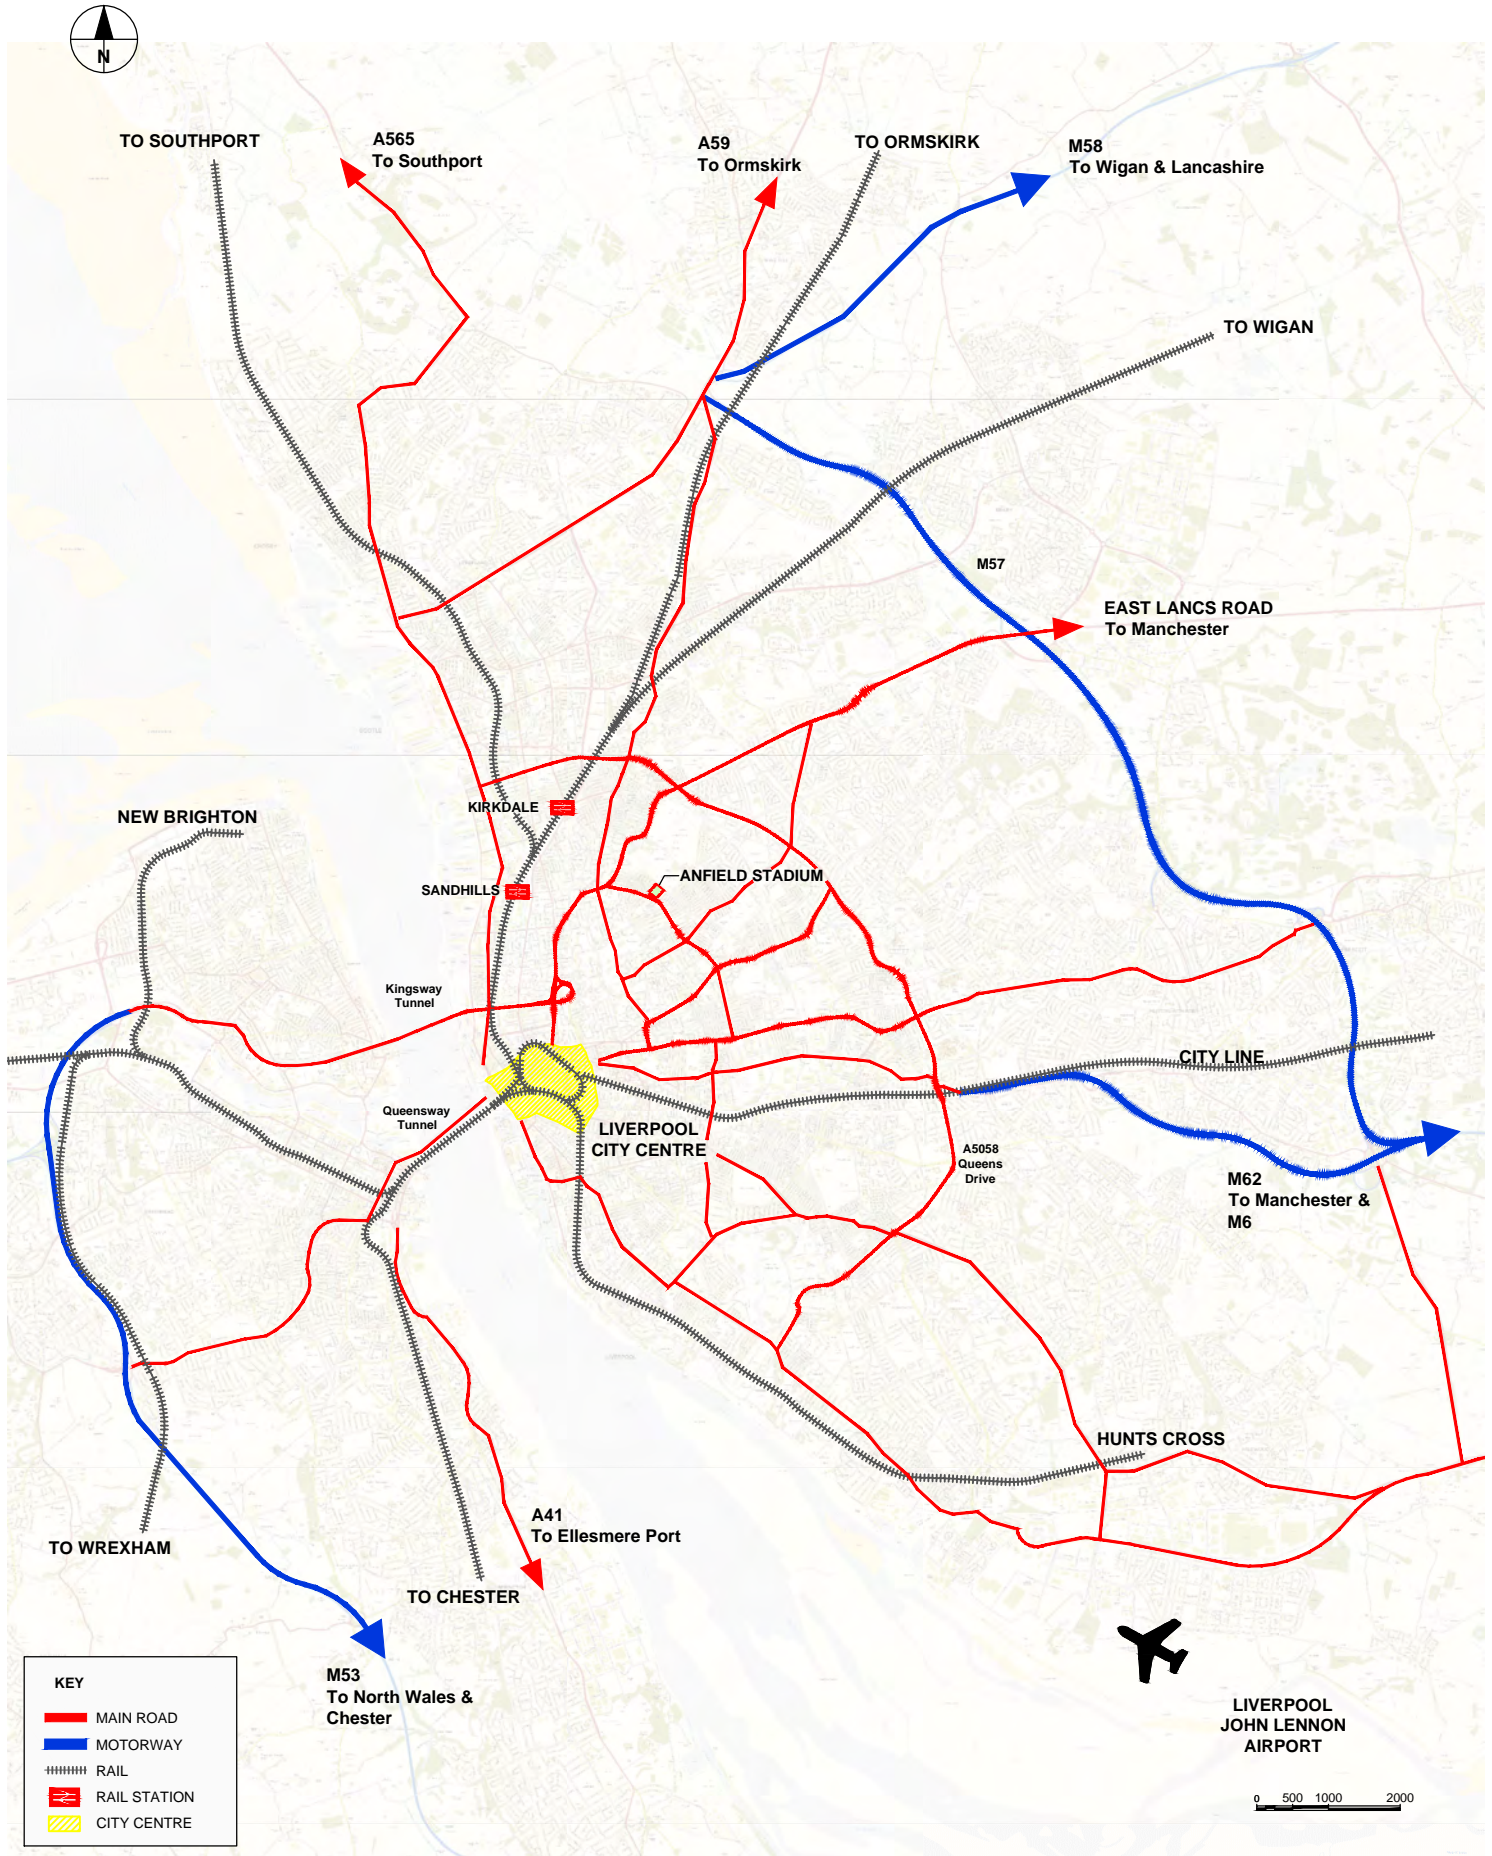 N
TO SOUTHPORT
A565
To Southport
A59
To Ormskirk
TO ORMSKIRK
M58
To Wigan & Lancashire
TO WIGAN
M57
EAST LANCS ROAD
To Manchester
KIRKDALE
NEW BRIGHTON
SANDHILLS
ANFIELD STADIUM
Kingsway
Tunnel
CITY LINE
Queensway
Tunnel
LIVERPOOL
CITY CENTRE
A5058
Queens
Drive
M62
To Manchester &
M6
HUNTS CROSS
A41
To Ellesmere Port
TO WREXHAM
TO CHESTER
M53
To North Wales &
Chester
LIVERPOOL
JOHN LENNON
AIRPORT
0 500 1000 2000
KEY
MAIN ROAD
MOTORWAY
RAIL
RAIL STATION
CITY CENTRE